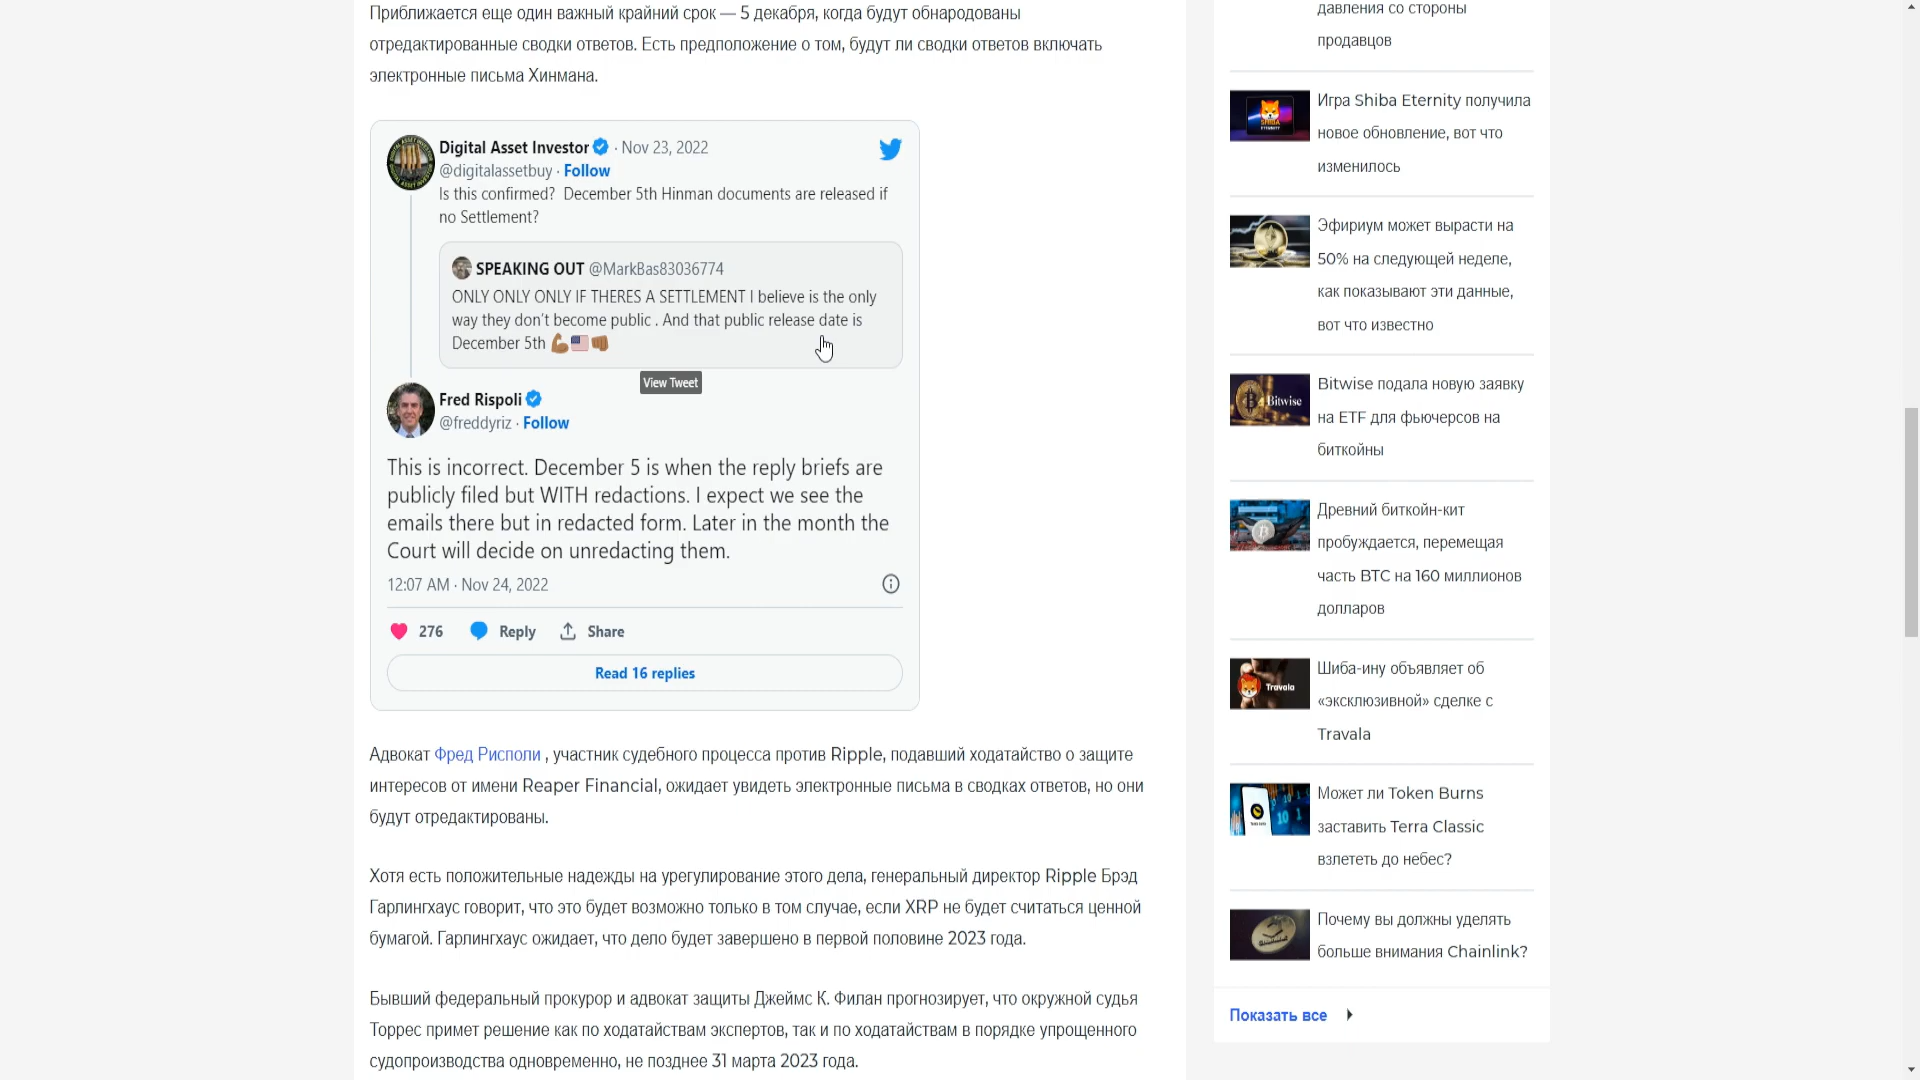 Приближается еще один важный крайний срок — 5 декабря, когда будут обнародованы
отредактированные сводки ответов. Есть предположение о том, будут ли сводки ответов включать
электронные письма Хинмана.
Digital Asset Investor · Nov 23, 2022
@digitalassetbuy · Follow
Is this confirmed? December 5th Hinman documents are released if
no Settlement?
SPEAKING OUT @MarkBas83036774
ONLY ONLY ONLY IF THERES A SETTLEMENT I believe is the only
way they don't become public . And that public release date is
December 5th 💪🏾🇺🇸👊🏾
View Tweet
Fred Rispoli
@freddyriz · Follow
This is incorrect. December 5 is when the reply briefs are
publicly filed but WITH redactions. I expect we see the
emails there but in redacted form. Later in the month the
Court will decide on unredacting them.
12:07 AM · Nov 24, 2022
276 Reply Share
Read 16 replies
Адвокат Фред Рисполи , участник судебного процесса против Ripple, подавший ходатайство о защите
интересов от имени Reaper Financial, ожидает увидеть электронные письма в сводках ответов, но они
будут отредактированы.
Хотя есть положительные надежды на урегулирование этого дела, генеральный директор Ripple Брэд
Гарлингхаус говорит, что это будет возможно только в том случае, если XRP не будет считаться ценной
бумагой. Гарлингхаус ожидает, что дело будет завершено в первой половине 2023 года.
Бывший федеральный прокурор и адвокат защиты Джеймс К. Филан прогнозирует, что окружной судья
Торрес примет решение как по ходатайствам экспертов, так и по ходатайствам в порядке упрощенного
судопроизводства одновременно, не позднее 31 марта 2023 года.
давления со стороны
продавцов
SHIBA
ETERNITY
Игра Shiba Eternity получила
новое обновление, вот что
изменилось
Эфириум может вырасти на
50% на следующей неделе,
как показывают эти данные,
вот что известно
Bitwise
Bitwise подала новую заявку
на ETF для фьючерсов на
биткойны
Древний биткойн-кит
пробуждается, перемещая
часть BTC на 160 миллионов
долларов
Travala
Шиба-ину объявляет об
«эксклюзивной» сделке с
Travala
Может ли Token Burns
заставить Terra Classic
взлететь до небес?
Почему вы должны уделять
больше внимания Chainlink?
Показать все